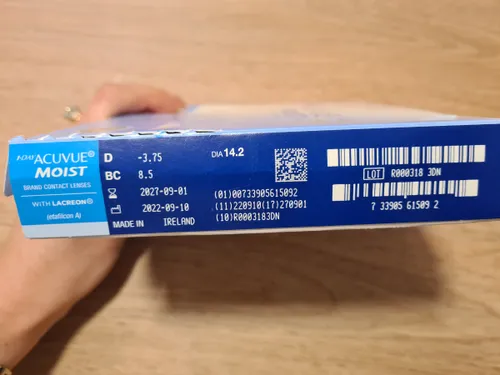 1-DAY ACUVUE®
MOIST
BRAND CONTACT LENSES
WITH LACREON®
(etafilcon A)
D -3.75
BC 8.5
2027-09-01
2022-09-10
MADE IN IRELAND
DIA 14.2
(01)00733905615092
(11)220910(17)270901
(10)R0003183DN
LOT R000318 3DN
7 33905 61509 2